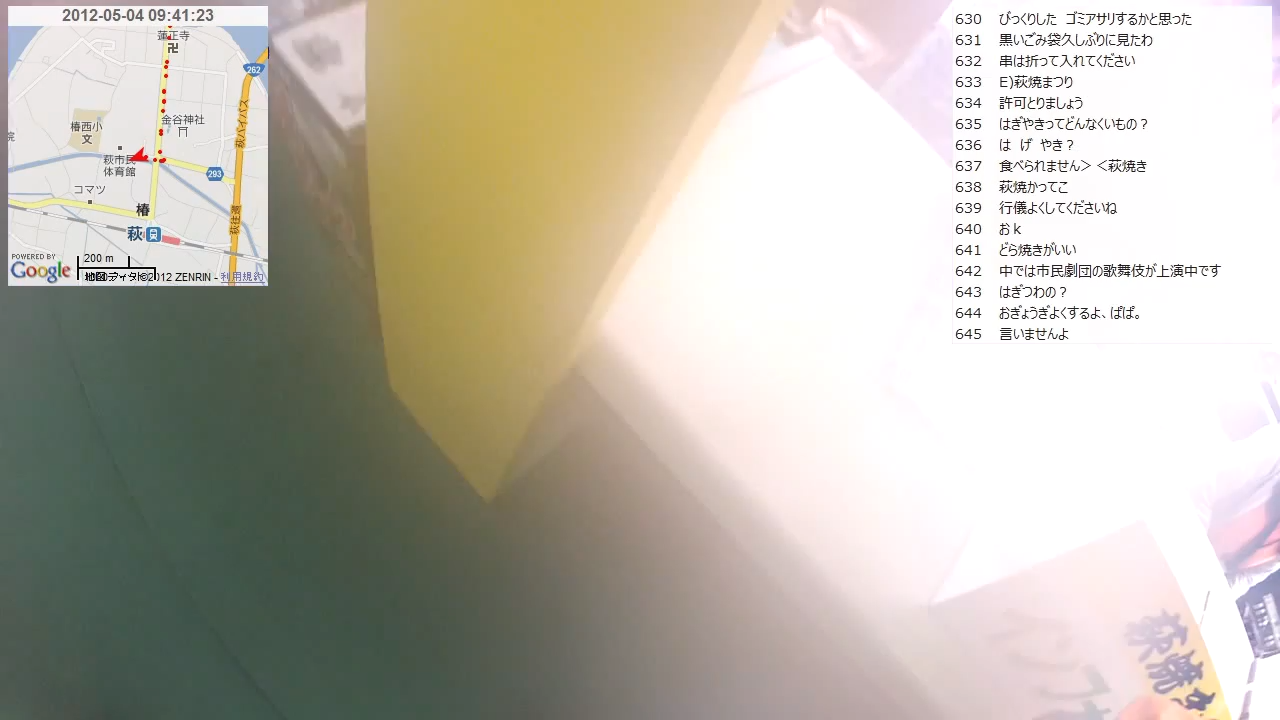 2012-05-04 09:41:23
蓮正寺
卍
262
萩バイパス
椿西小
文
金谷神社
萩市民
体育館
293
コマツ
椿
萩
萩往還
POWERED BY
Google
200 m
地図データ ©2012 ZENRIN - 利用規約
630 びっくりした ゴミアサリするかと思った
631 黒いごみ袋久しぶりに見たわ
632 串は折って入れてください
633 E)萩焼まつり
634 許可とりましょう
635 はぎやきってどんなくいもの？
636 は げ やき？
637 食べられません＞＜萩焼き
638 萩焼かってこ
639 行儀よくしてくださいね
640 おｋ
641 どら焼きがいい
642 中では市民劇団の歌舞伎が上演中です
643 はぎつわの？
644 おぎょうぎよくするよ、ぱぱ。
645 言いませんよ
萩焼